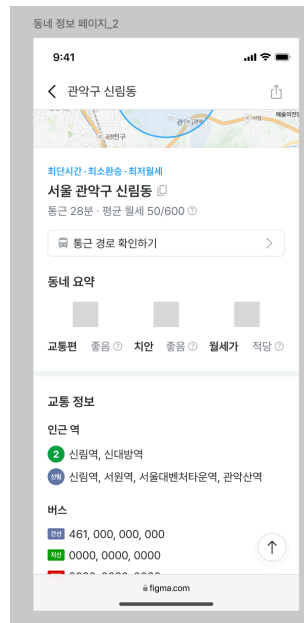 동네 정보 페이지_2
9:41
관악구 신림동
금천구
최단시간·최소환승·최저월세
서울 관악구 신림동
통근 28분 · 평균 월세 50/600
통근 경로 확인하기
동네 요약
교통편 좋음 치안 좋음 월세가 적당
교통 정보
인근 역
2 신림역, 신대방역
신림 신림역, 서원역, 서울대벤처타운역, 관악산역
버스
간선 461, 000, 000, 000
지선 0000, 0000, 0000
figma.com